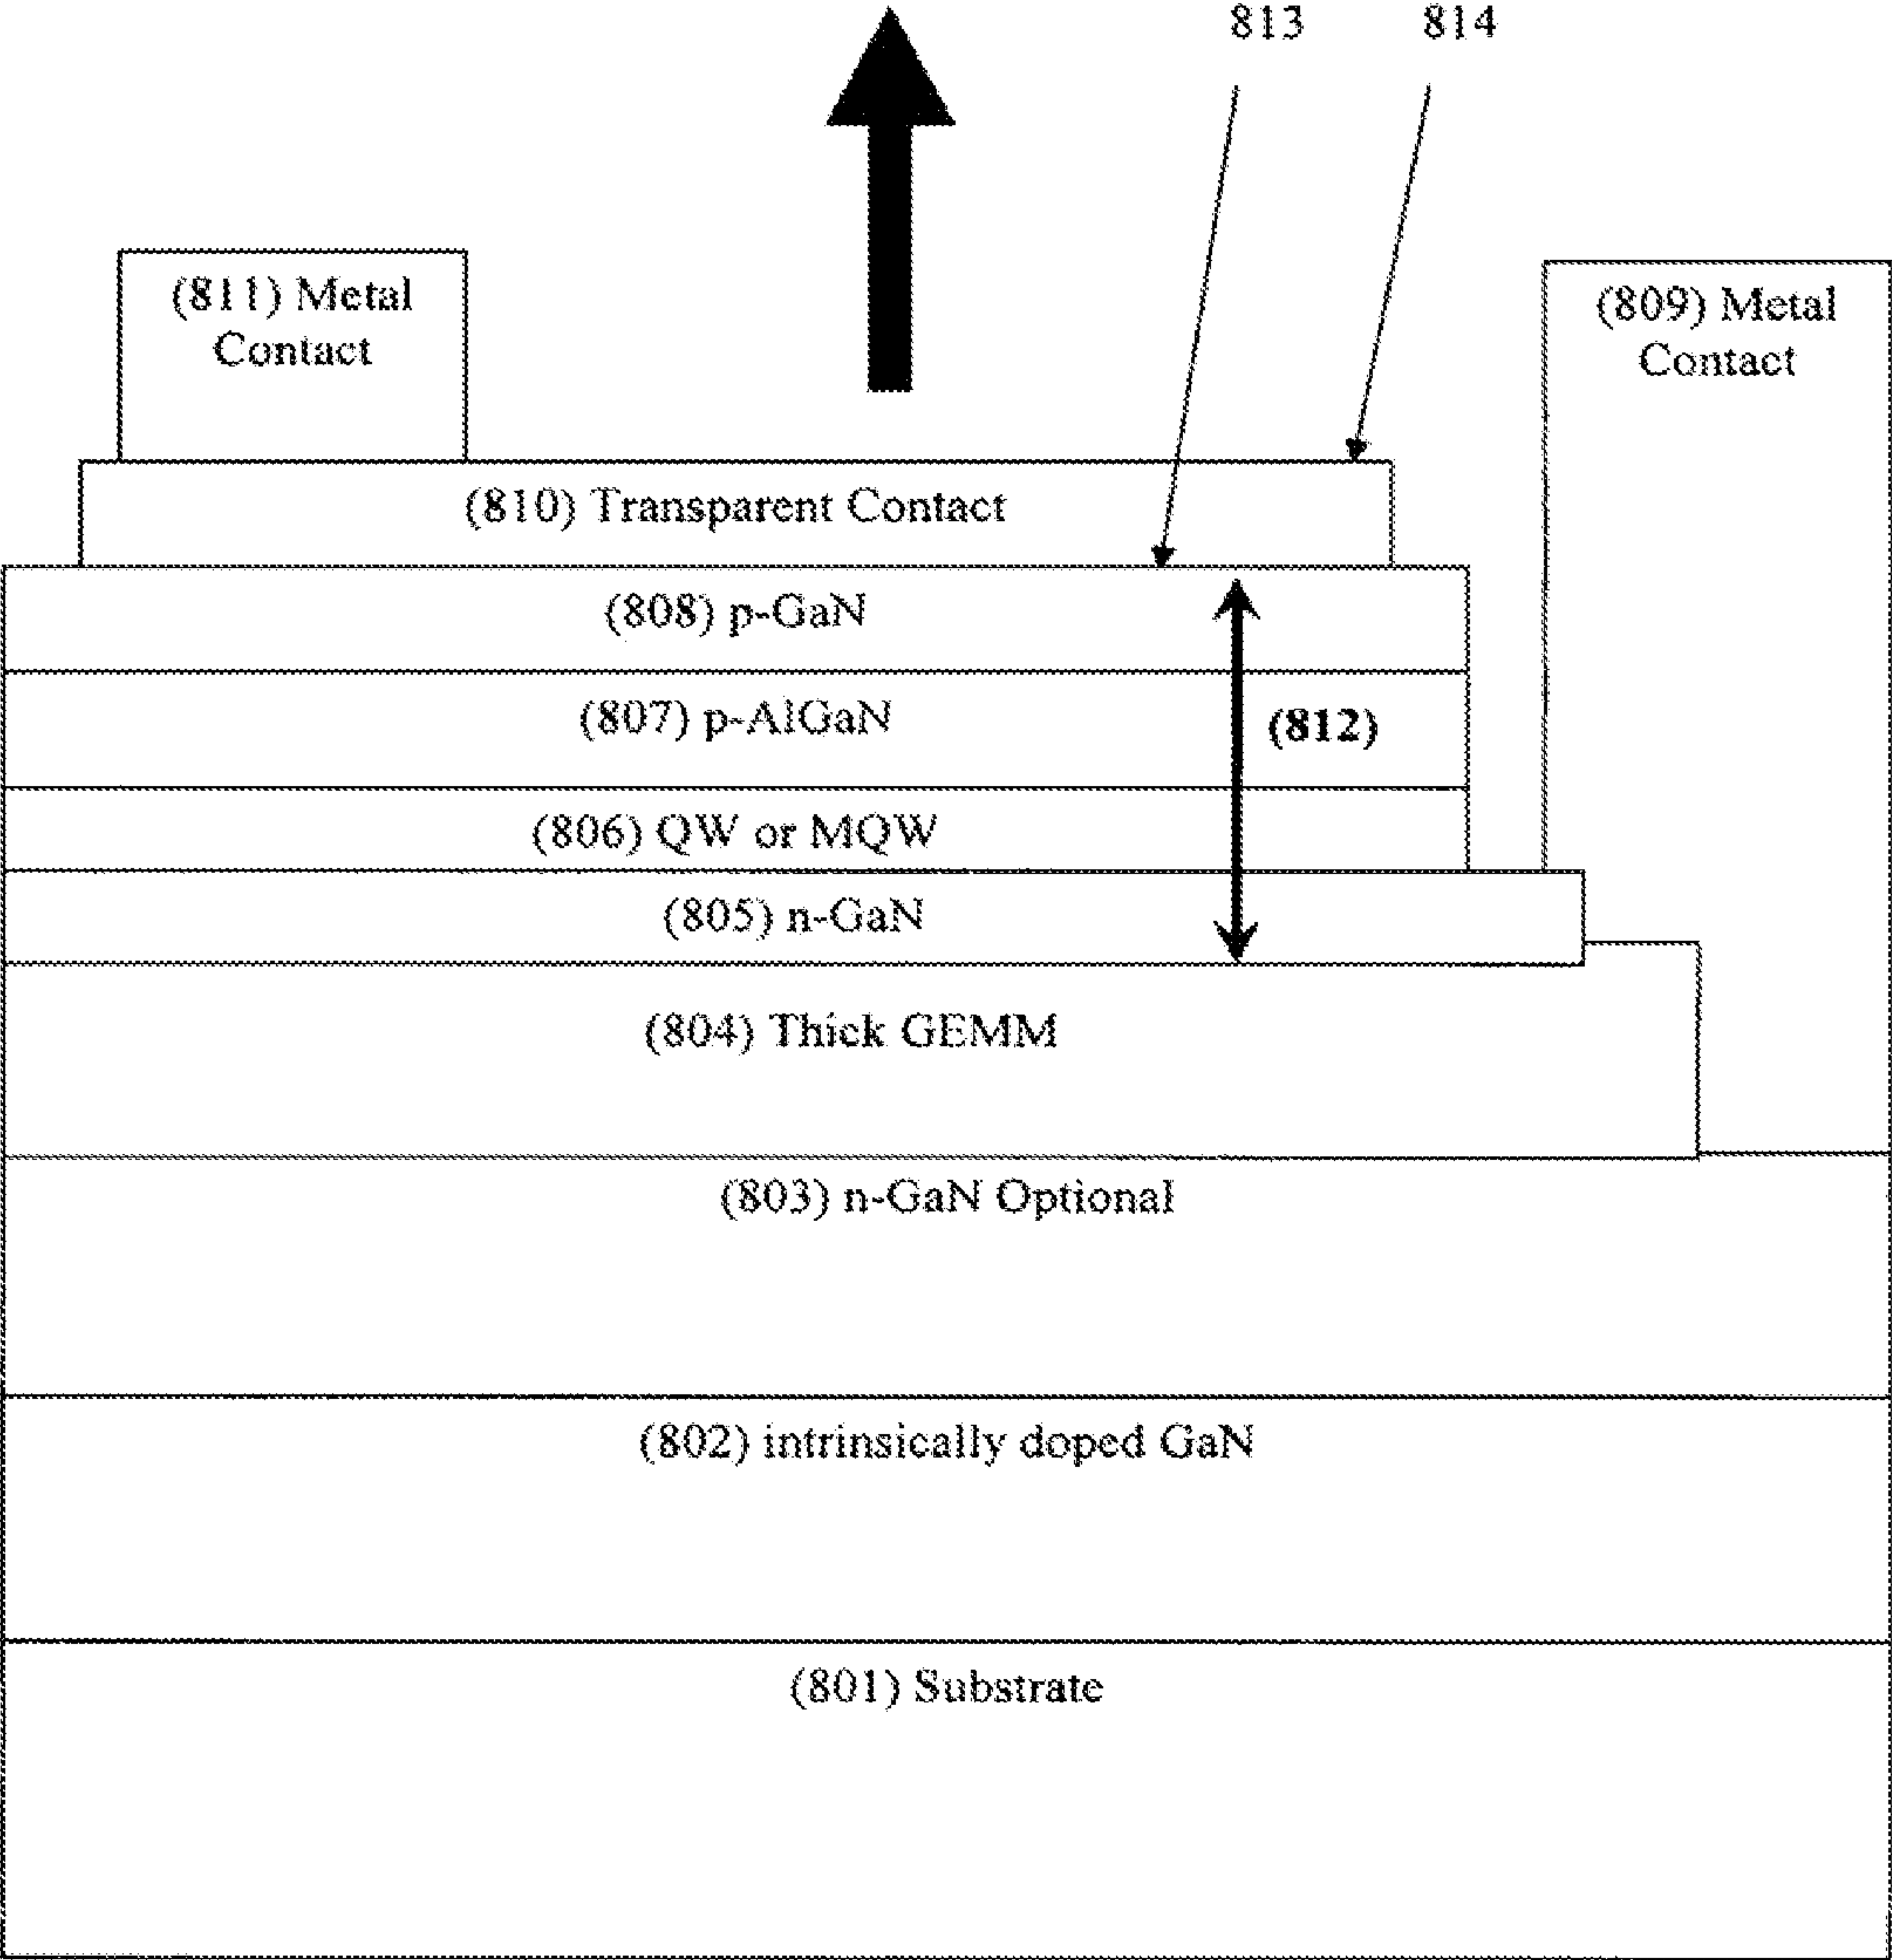 813 814
(811) Metal
Contact
(809) Metal
Contact
(810) Transparent Contact
(808) p-GaN
(807) p-AlGaN
(812)
(806) QW or MQW
(805) n-GaN
(804) Thick GEMM
(803) n-GaN Optional
(802) intrinsically doped GaN
(801) Substrate